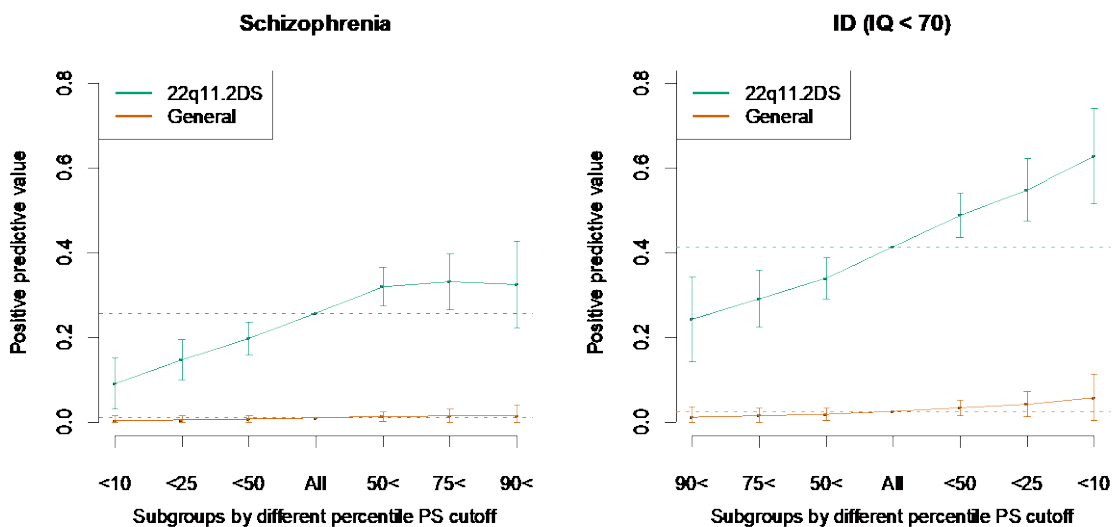 Schizophrenia
22q11.2DS
General
Positive predictive value
0.8
0.6
0.4
0.2
0.0
<10 <25 <50 All 50< 75< 90<
Subgroups by different percentile PS cutoff
ID (IQ < 70)
22q11.2DS
General
Positive predictive value
0.8
0.6
0.4
0.2
0.0
90< 75< 50< All <50 <25 <10
Subgroups by different percentile PS cutoff